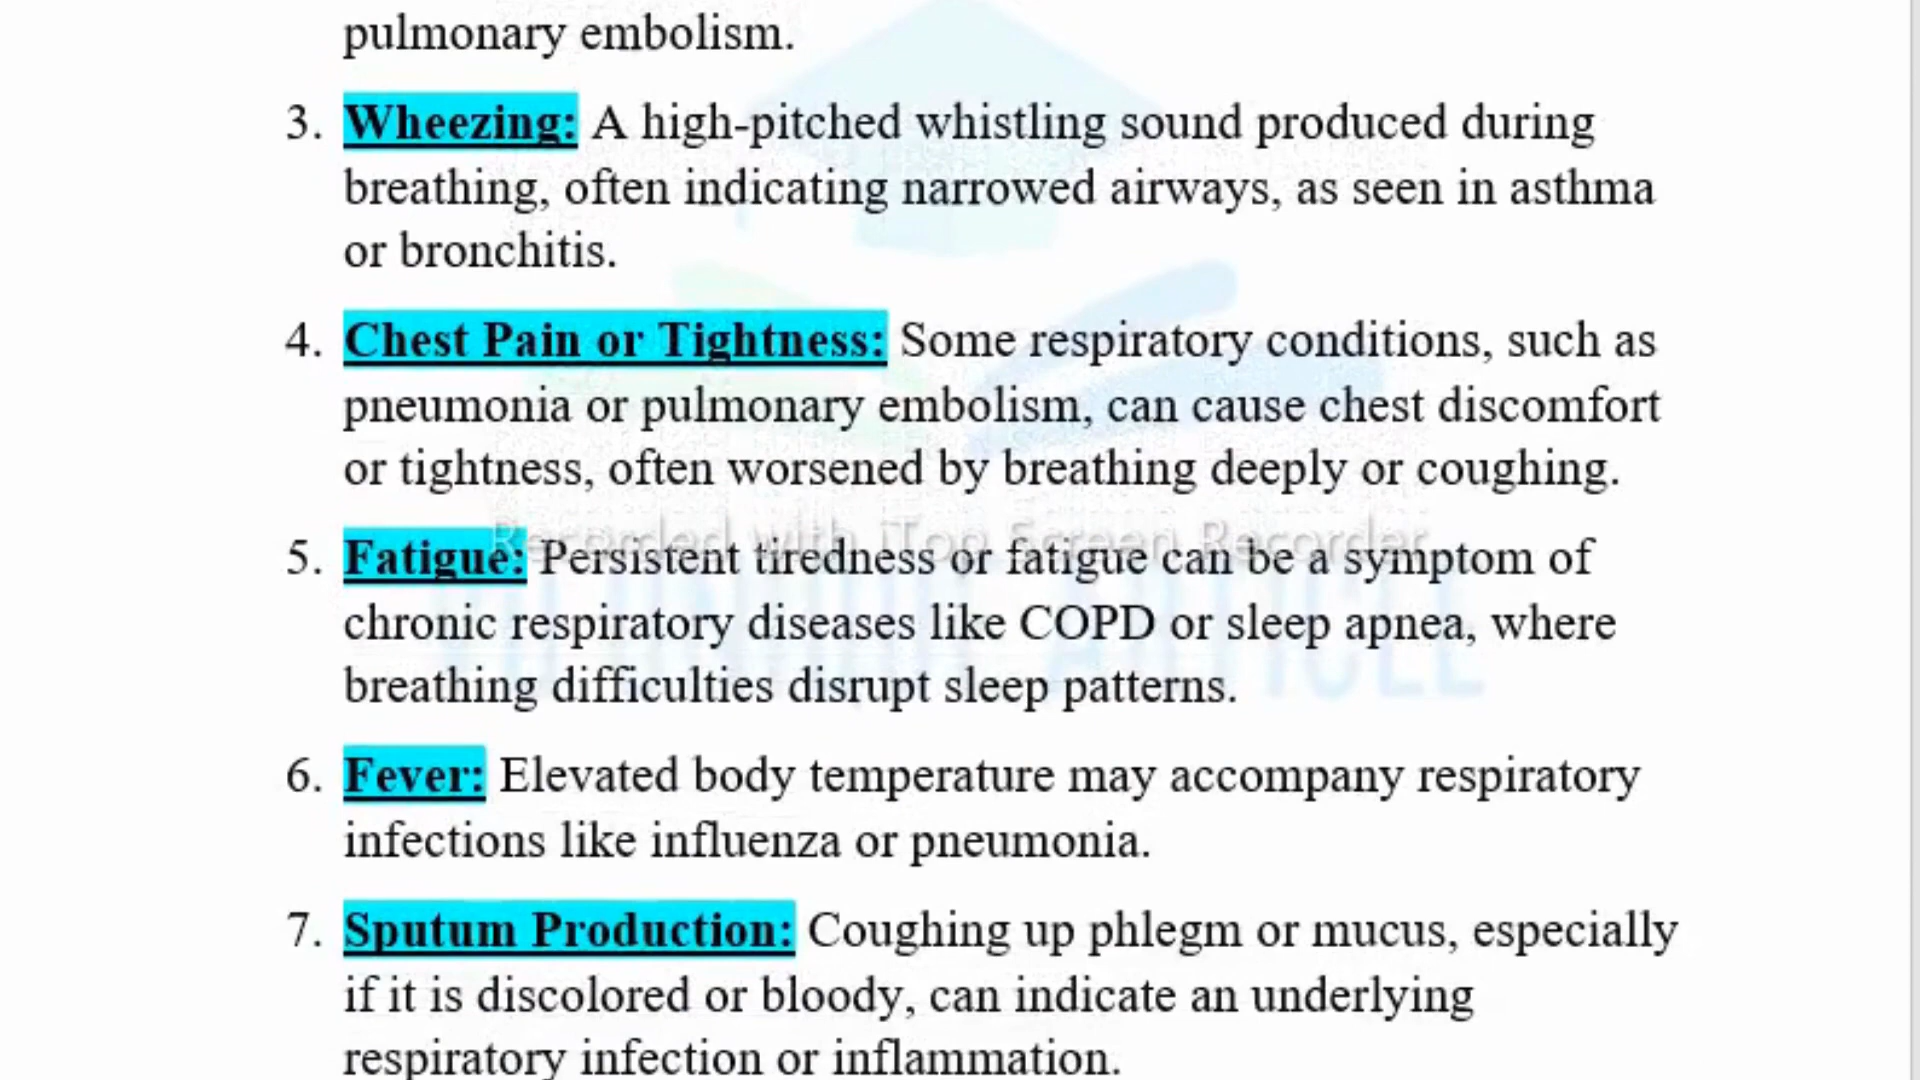 pulmonary embolism.
3. Wheezing: A high-pitched whistling sound produced during
breathing, often indicating narrowed airways, as seen in asthma
or bronchitis.
4. Chest Pain or Tightness: Some respiratory conditions, such as
pneumonia or pulmonary embolism, can cause chest discomfort
or tightness, often worsened by breathing deeply or coughing.
Recorded with iTop Screen Recorder
5. Fatigue: Persistent tiredness or fatigue can be a symptom of
chronic respiratory diseases like COPD or sleep apnea, where
breathing difficulties disrupt sleep patterns.
6. Fever: Elevated body temperature may accompany respiratory
infections like influenza or pneumonia.
7. Sputum Production: Coughing up phlegm or mucus, especially
if it is discolored or bloody, can indicate an underlying
respiratory infection or inflammation.